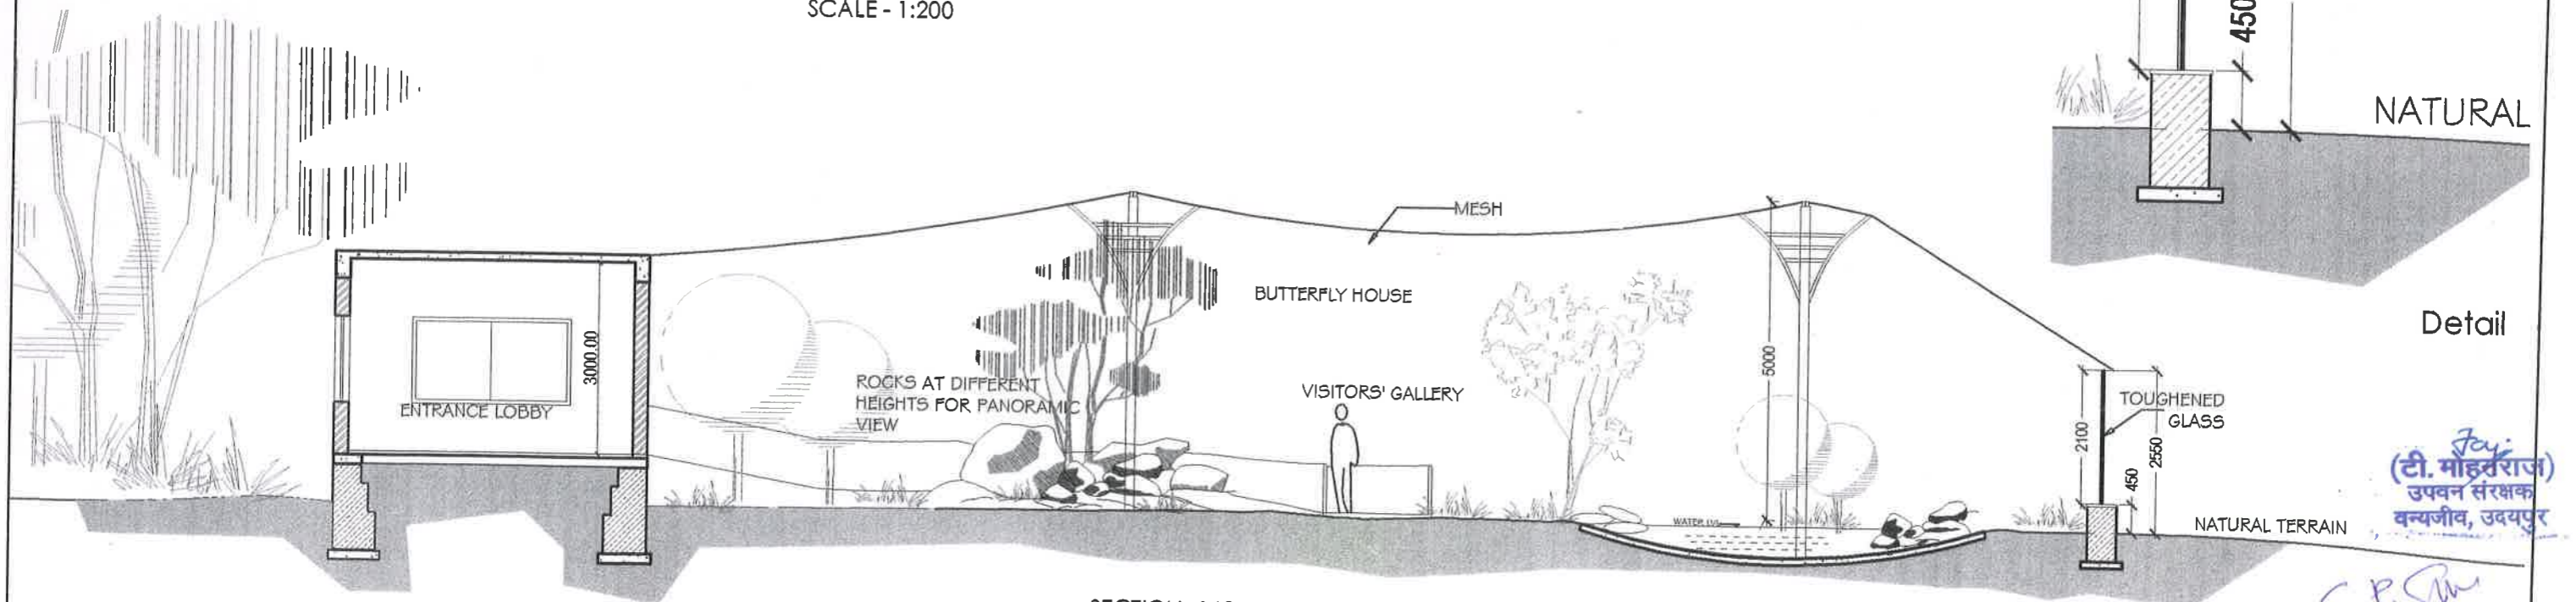 SCALE - 1:200
450
NATURAL
MESH
BUTTERFLY HOUSE
Detail
3000.00
5000
ROCKS AT DIFFERENT
HEIGHTS FOR PANORAMIC
VIEW
VISITORS' GALLERY
ENTRANCE LOBBY
TOUGHENED
GLASS
2100
2550
450
(टी. मोहनराज)
उपवन संरक्षक
वन्यजीव, उदयपुर
WATER LVL
NATURAL TERRAIN